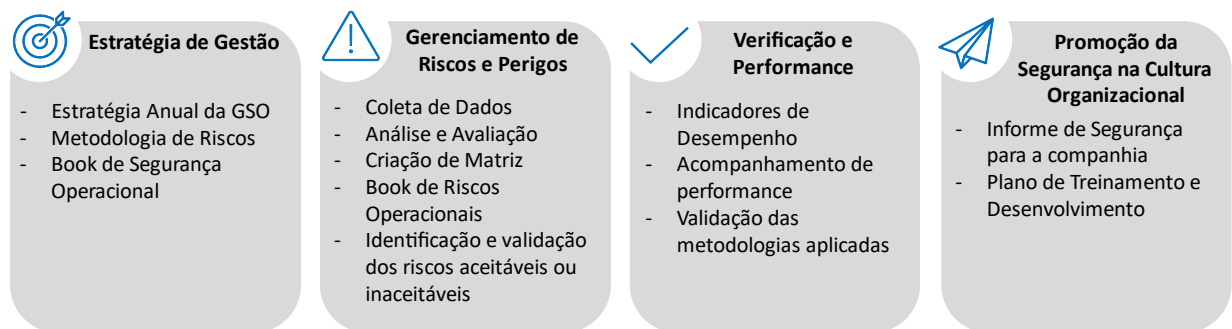 Estratégia de Gestão
- Estratégia Anual da GSO
- Metodologia de Riscos
- Book de Segurança
Operacional
Gerenciamento de
Riscos e Perigos
- Coleta de Dados
- Análise e Avaliação
- Criação de Matriz
- Book de Riscos
Operacionais
- Identificação e validação
dos riscos aceitáveis ou
inaceitáveis
Verificação e
Performance
- Indicadores de
Desempenho
- Acompanhamento de
performance
- Validação das
metodologias aplicadas
Promoção da
Segurança na Cultura
Organizacional
- Informe de Segurança
para a companhia
- Plano de Treinamento e
Desenvolvimento